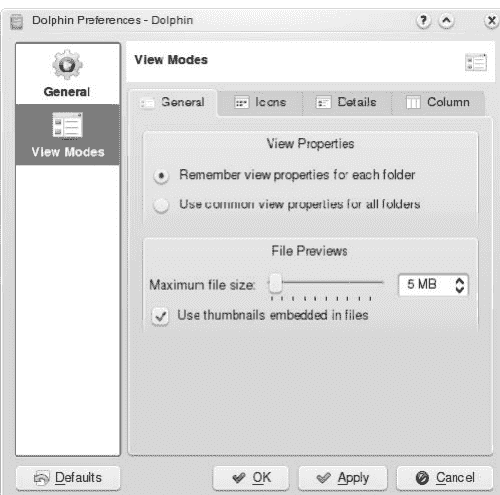 Dolphin Preferences - Dolphin
General
View Modes
View Modes
General Icons Details Column
View Properties
Remember view properties for each folder
Use common view properties for all folders
File Previews
Maximum file size: 5 MB
Use thumbnails embedded in files
Defaults OK Apply Cancel